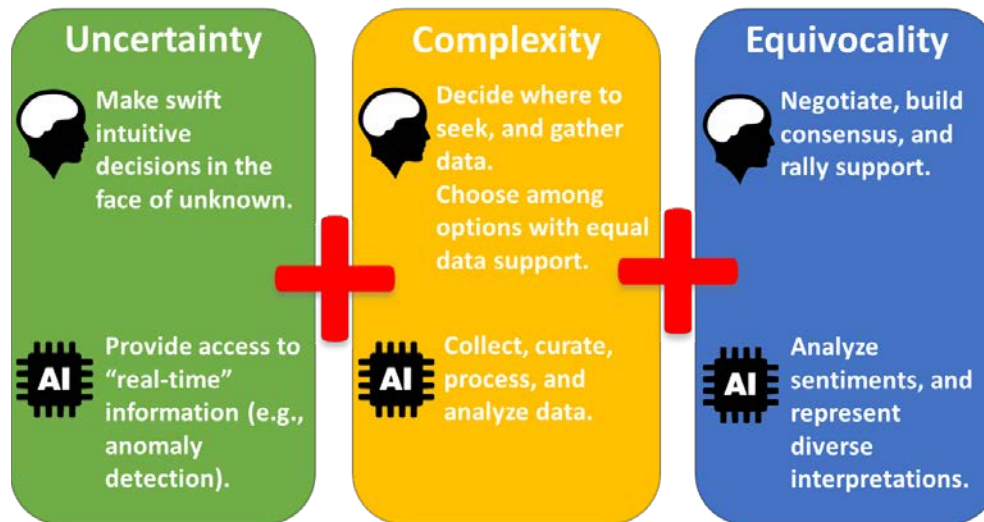 Uncertainty
Make swift
intuitive
decisions in the
face of unknown.
AI
Provide access to
“real-time”
information (e.g.,
anomaly
detection).
Complexity
Decide where to
seek, and gather
data.
Choose among
options with equal
data support.
AI
Collect, curate,
process, and
analyze data.
Equivocality
Negotiate, build
consensus, and
rally support.
AI
Analyze
sentiments, and
represent
diverse
interpretations.